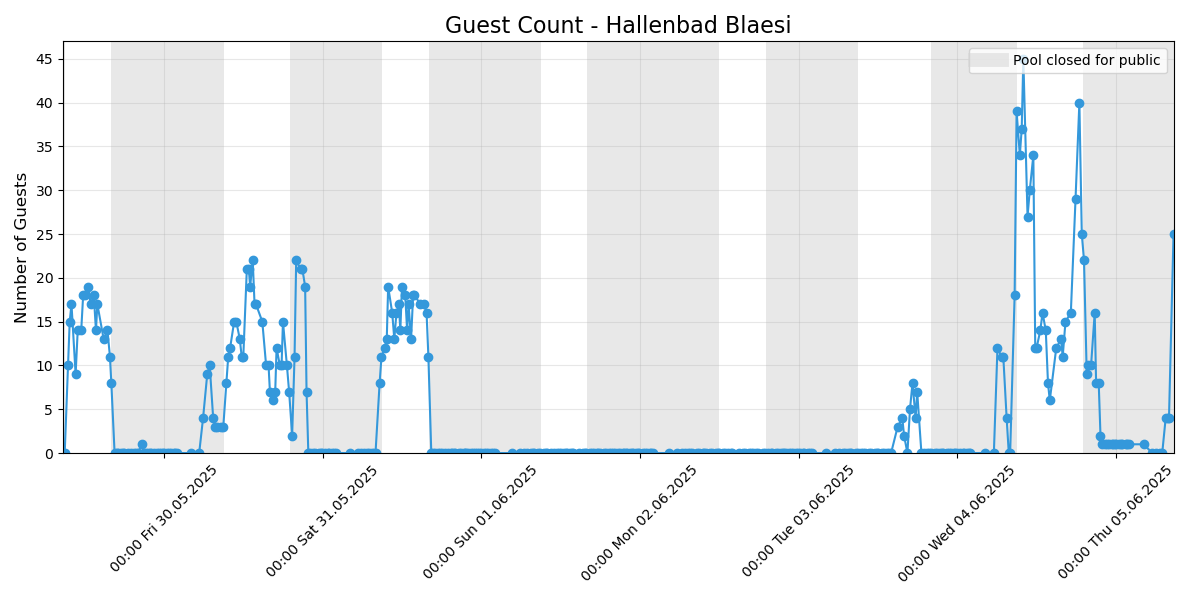 Guest Count - Hallenbad Blaesi
Pool closed for public
Number of Guests
45
40
35
30
25
20
15
10
5
0
00:00 Fri 30.05.2025
00:00 Sat 31.05.2025
00:00 Sun 01.06.2025
00:00 Mon 02.06.2025
00:00 Tue 03.06.2025
00:00 Wed 04.06.2025
00:00 Thu 05.06.2025